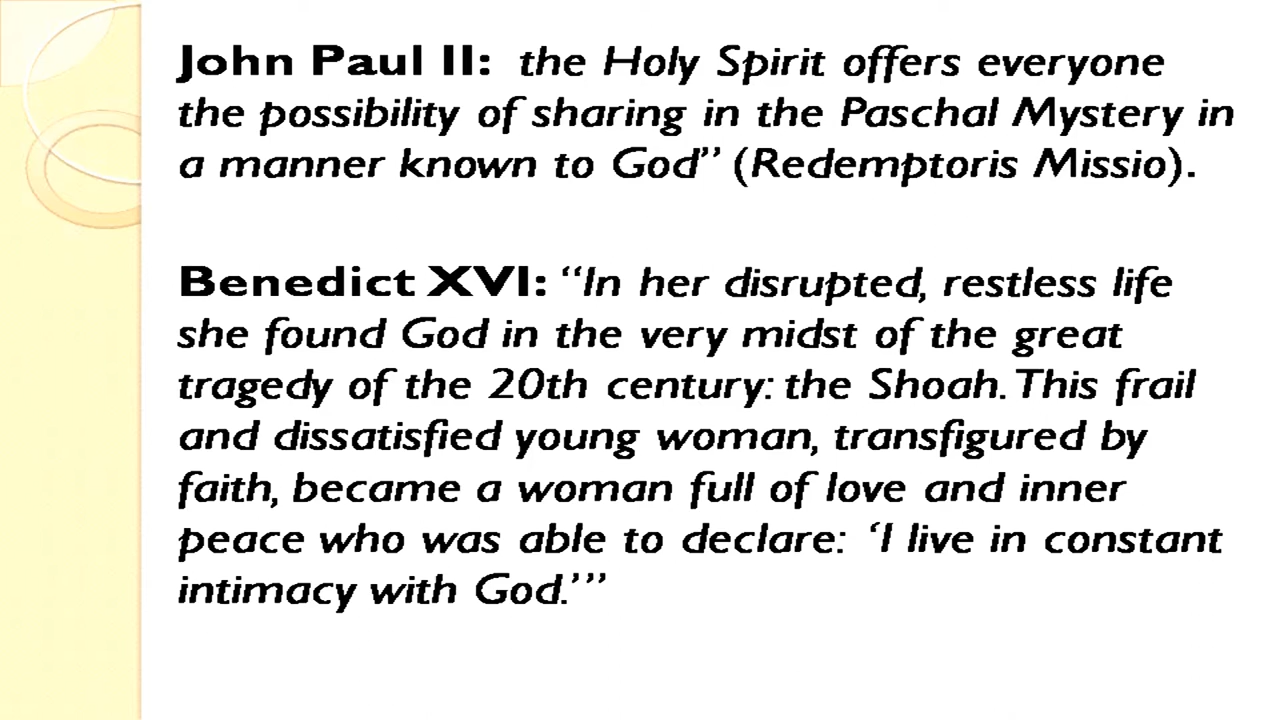 John Paul II: the Holy Spirit offers everyone
the possibility of sharing in the Paschal Mystery in
a manner known to God” (Redemptoris Missio).
Benedict XVI: “In her disrupted, restless life
she found God in the very midst of the great
tragedy of the 20th century: the Shoah. This frail
and dissatisfied young woman, transfigured by
faith, became a woman full of love and inner
peace who was able to declare: ‘I live in constant
intimacy with God.’”